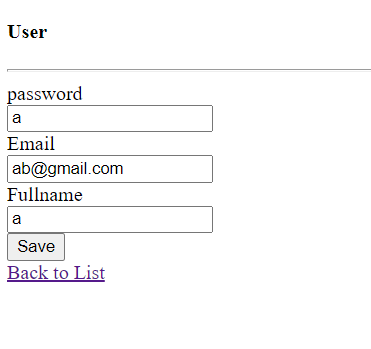 User
password
a
Email
ab@gmail.com
Fullname
a
Save
Back to List